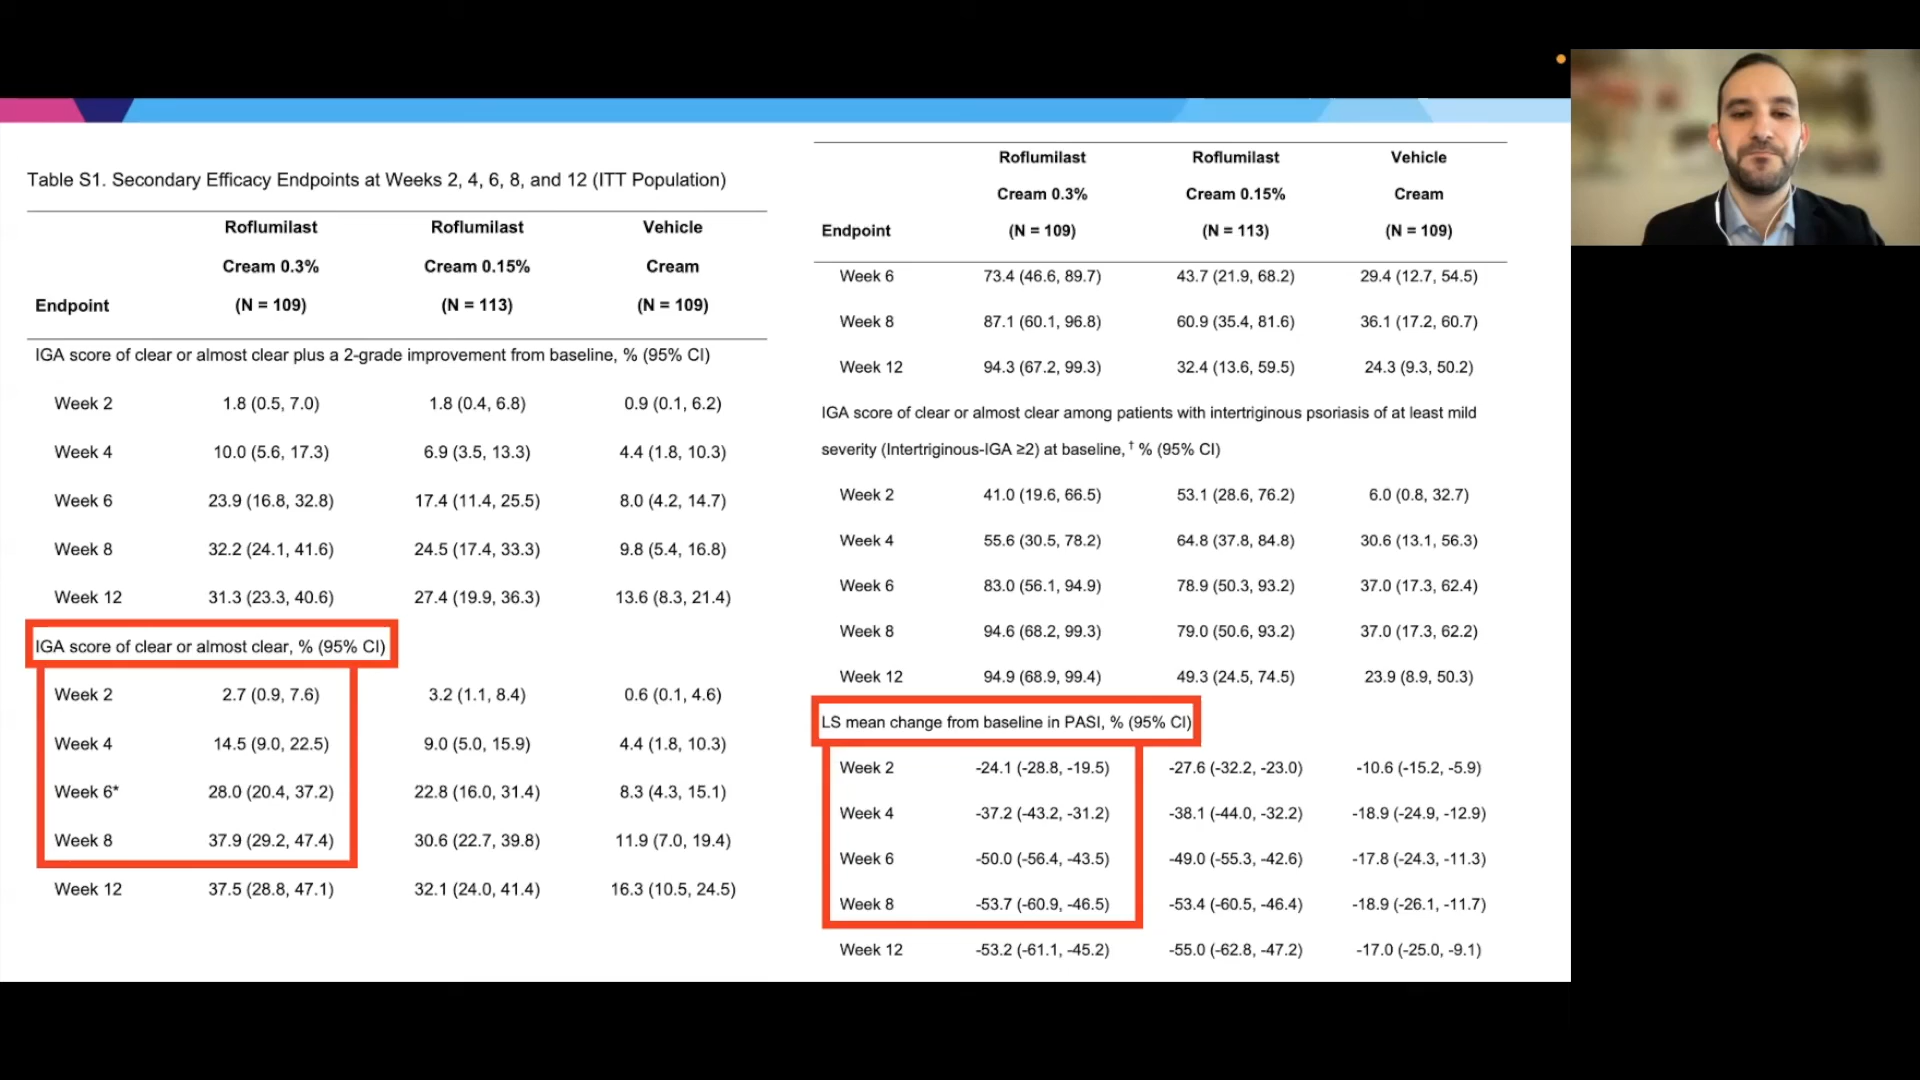 Table S1. Secondary Efficacy Endpoints at Weeks 2, 4, 6, 8, and 12 (ITT Population)
Endpoint Roflumilast Cream 0.3% (N = 109) Roflumilast Cream 0.15% (N = 113) Vehicle Cream (N = 109)
IGA score of clear or almost clear plus a 2-grade improvement from baseline, % (95% CI)
Week 2 1.8 (0.5, 7.0) 1.8 (0.4, 6.8) 0.9 (0.1, 6.2)
Week 4 10.0 (5.6, 17.3) 6.9 (3.5, 13.3) 4.4 (1.8, 10.3)
Week 6 23.9 (16.8, 32.8) 17.4 (11.4, 25.5) 8.0 (4.2, 14.7)
Week 8 32.2 (24.1, 41.6) 24.5 (17.4, 33.3) 9.8 (5.4, 16.8)
Week 12 31.3 (23.3, 40.6) 27.4 (19.9, 36.3) 13.6 (8.3, 21.4)
IGA score of clear or almost clear, % (95% CI)
Week 2 2.7 (0.9, 7.6) 3.2 (1.1, 8.4) 0.6 (0.1, 4.6)
Week 4 14.5 (9.0, 22.5) 9.0 (5.0, 15.9) 4.4 (1.8, 10.3)
Week 6* 28.0 (20.4, 37.2) 22.8 (16.0, 31.4) 8.3 (4.3, 15.1)
Week 8 37.9 (29.2, 47.4) 30.6 (22.7, 39.8) 11.9 (7.0, 19.4)
Week 12 37.5 (28.8, 47.1) 32.1 (24.0, 41.4) 16.3 (10.5, 24.5)
Endpoint Roflumilast Cream 0.3% (N = 109) Roflumilast Cream 0.15% (N = 113) Vehicle Cream (N = 109)
Week 6 73.4 (46.6, 89.7) 43.7 (21.9, 68.2) 29.4 (12.7, 54.5)
Week 8 87.1 (60.1, 96.8) 60.9 (35.4, 81.6) 36.1 (17.2, 60.7)
Week 12 94.3 (67.2, 99.3) 32.4 (13.6, 59.5) 24.3 (9.3, 50.2)
IGA score of clear or almost clear among patients with intertriginous psoriasis of at least mild
severity (Intertriginous-IGA ≥2) at baseline, † % (95% CI)
Week 2 41.0 (19.6, 66.5) 53.1 (28.6, 76.2) 6.0 (0.8, 32.7)
Week 4 55.6 (30.5, 78.2) 64.8 (37.8, 84.8) 30.6 (13.1, 56.3)
Week 6 83.0 (56.1, 94.9) 78.9 (50.3, 93.2) 37.0 (17.3, 62.4)
Week 8 94.6 (68.2, 99.3) 79.0 (50.6, 93.2) 37.0 (17.3, 62.2)
Week 12 94.9 (68.9, 99.4) 49.3 (24.5, 74.5) 23.9 (8.9, 50.3)
LS mean change from baseline in PASI, % (95% CI)
Week 2 -24.1 (-28.8, -19.5) -27.6 (-32.2, -23.0) -10.6 (-15.2, -5.9)
Week 4 -37.2 (-43.2, -31.2) -38.1 (-44.0, -32.2) -18.9 (-24.9, -12.9)
Week 6 -50.0 (-56.4, -43.5) -49.0 (-55.3, -42.6) -17.8 (-24.3, -11.3)
Week 8 -53.7 (-60.9, -46.5) -53.4 (-60.5, -46.4) -18.9 (-26.1, -11.7)
Week 12 -53.2 (-61.1, -45.2) -55.0 (-62.8, -47.2) -17.0 (-25.0, -9.1)